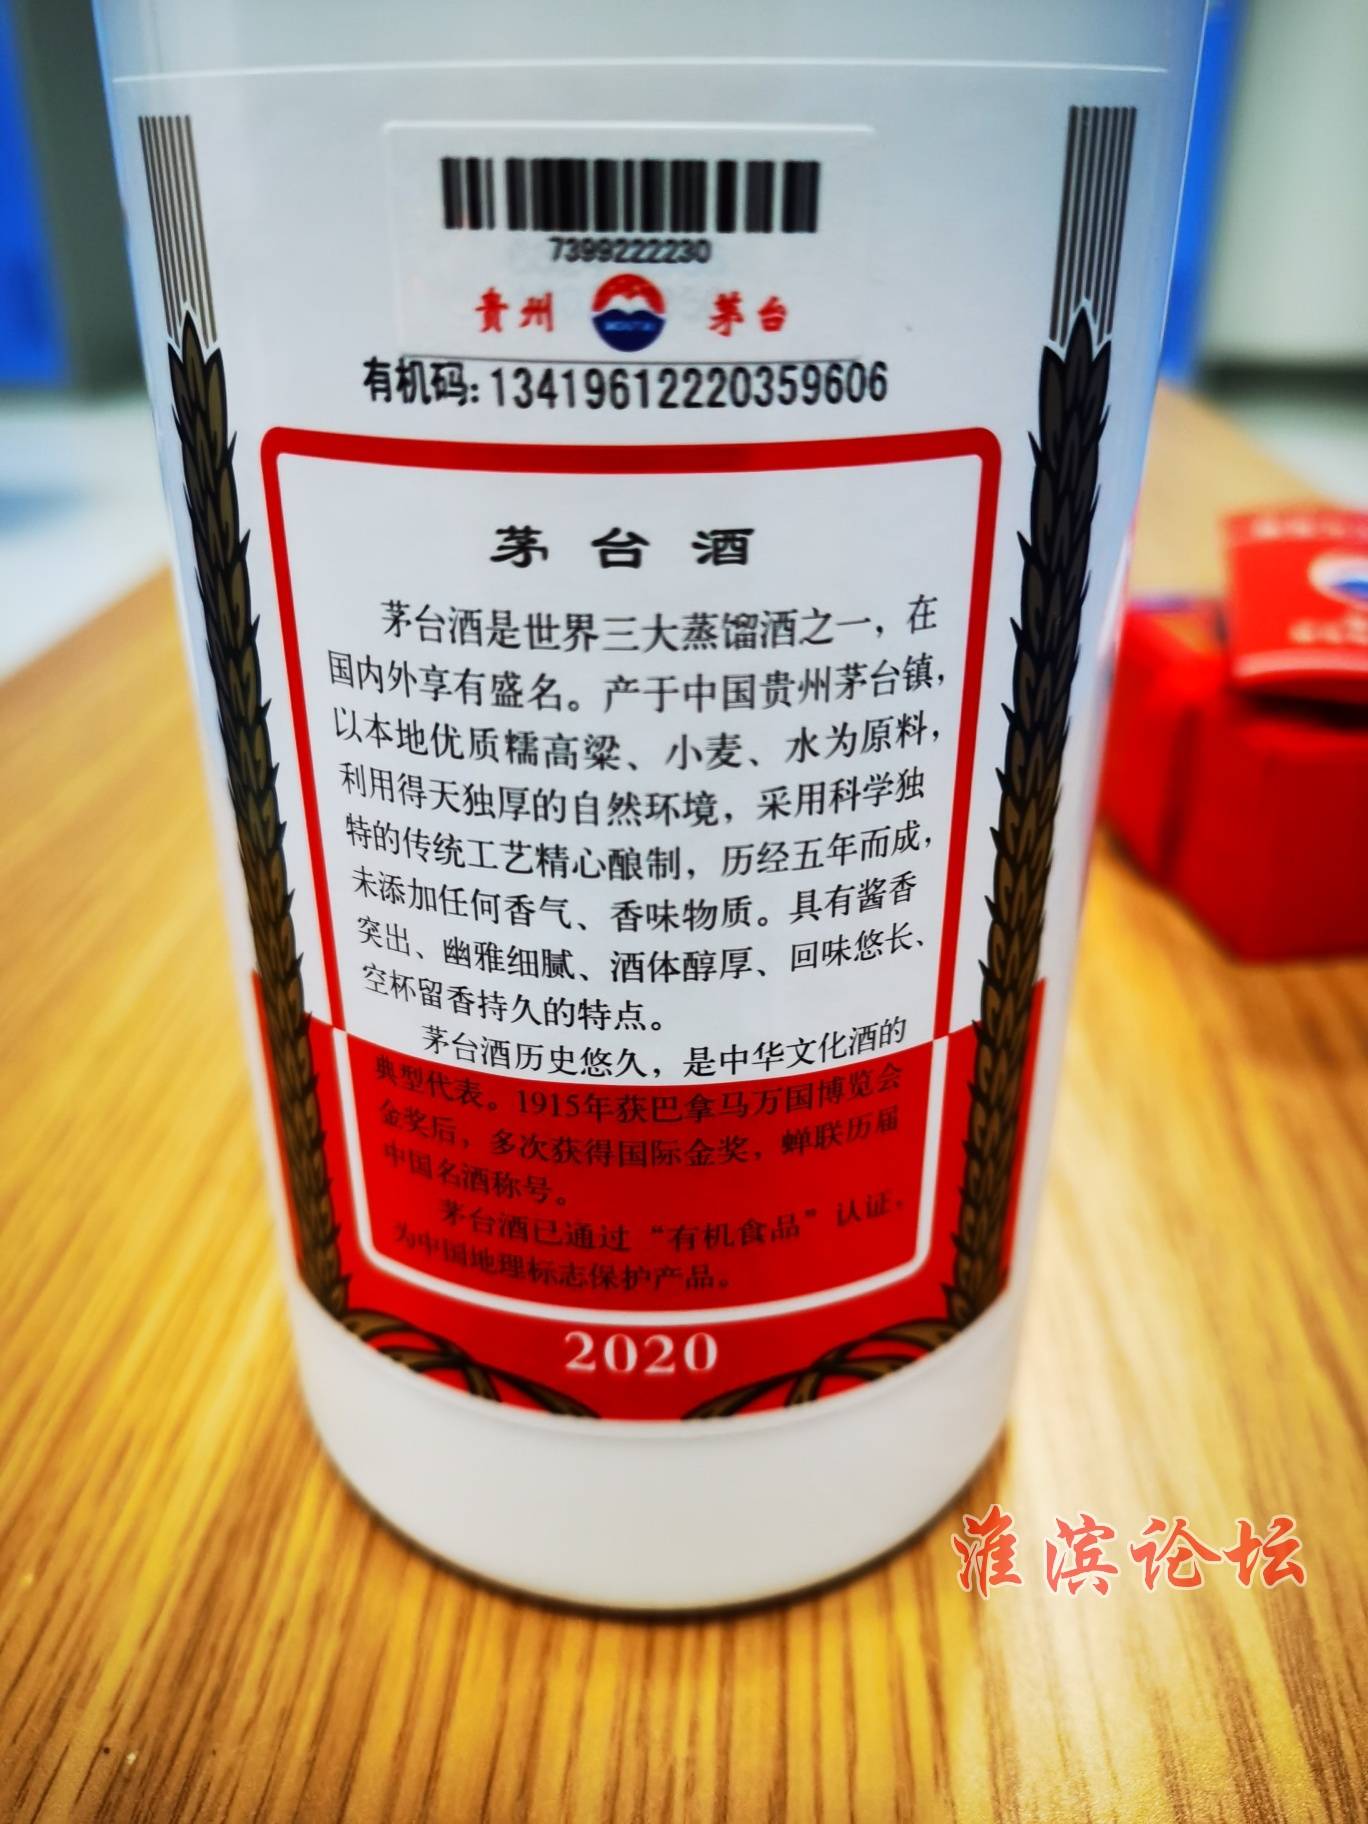 7399222230
贵州 茅台
有机码:134196122220359606
茅台酒
茅台酒是世界三大蒸馏酒之一，在
国内外享有盛名。产于中国贵州茅台镇，
以本地优质糯高粱、小麦、水为原料，
利用得天独厚的自然环境，采用科学独
特的传统工艺精心酿制，历经五年而成，
未添加任何香气、香味物质。具有酱香
突出、幽雅细腻、酒体醇厚、回味悠长、
空杯留香持久的特点。
茅台酒历史悠久，是中华文化酒的
典型代表。1915年获巴拿马万国博览会
金奖后，多次获得国际金奖，蝉联历届
中国名酒称号。
茅台酒已通过“有机食品”认证，
为中国地理标志保护产品。
2020
淮滨论坛